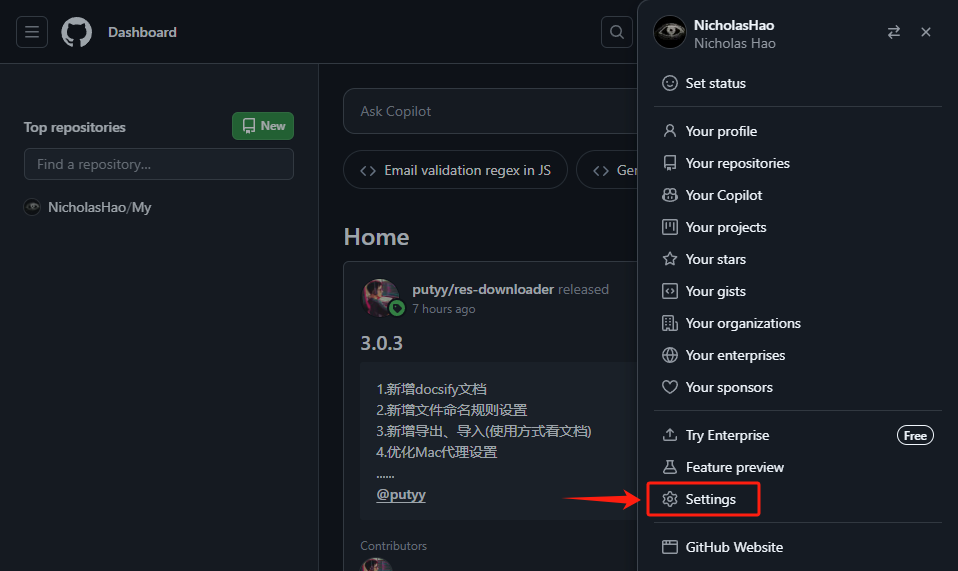 Dashboard
Top repositories
New
Find a repository...
NicholasHao/My
Ask Copilot
Email validation regex in JS
Home
putyy/res-downloader released
7 hours ago
3.0.3
1.新增docsify文档
2.新增文件命名规则设置
3.新增导出、导入(使用方式看文档)
4.优化Mac代理设置
......
@putyy
Contributors
NicholasHao
Nicholas Hao
Set status
Your profile
Your repositories
Your Copilot
Your projects
Your stars
Your gists
Your organizations
Your enterprises
Your sponsors
Try Enterprise
Free
Feature preview
Settings
GitHub Website